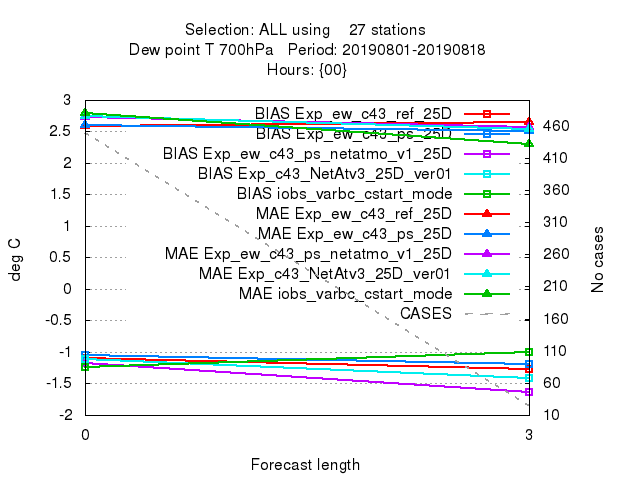 Selection: ALL using 27 stations
Dew point T 700hPa Period: 20190801-20190818
Hours: {00}
3
2.5
2
1.5
1
0.5
0
-0.5
-1
-1.5
-2
deg C
BIAS Exp_ew_c43_ref_25D
BIAS Exp_ew_c43_ps_25D
BIAS Exp_ew_c43_ps_netatmo_v1_25D
BIAS Exp_c43_NetAtv3_25D_ver01
BIAS iobs_varbc_cstart_mode
MAE Exp_ew_c43_ref_25D
MAE Exp_ew_c43_ps_25D
MAE Exp_ew_c43_ps_netatmo_v1_25D
MAE Exp_c43_NetAtv3_25D_ver01
MAE iobs_varbc_cstart_mode
CASES
460
410
360
310
260
210
160
110
60
10
No cases
0 3
Forecast length